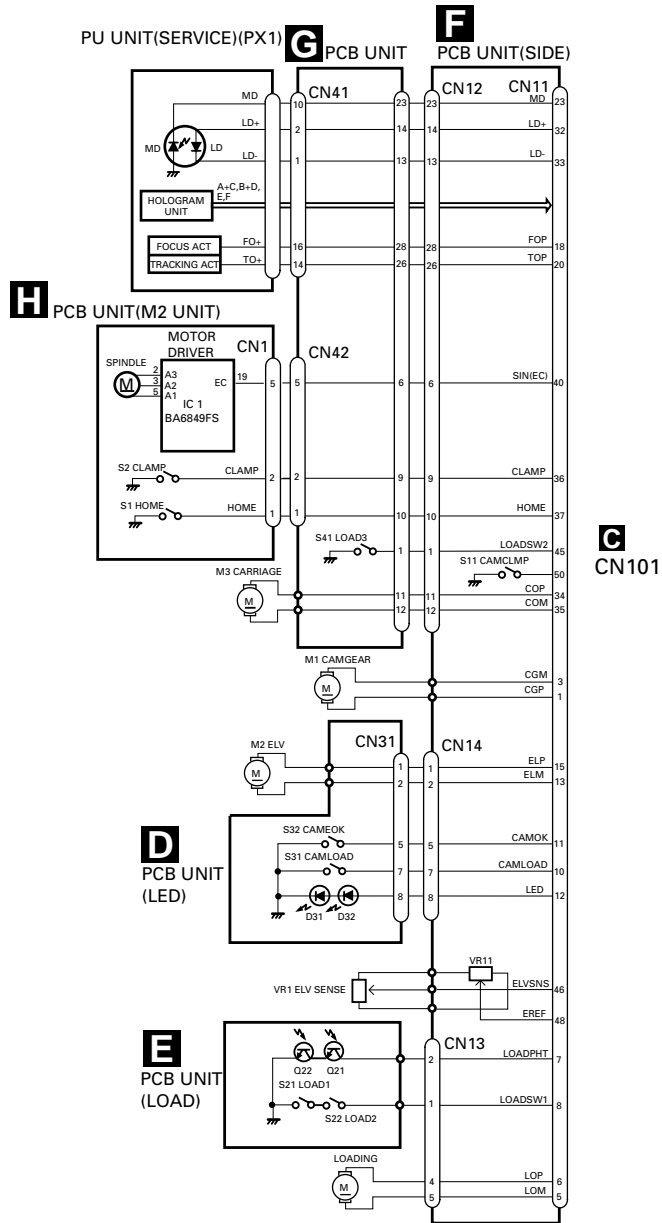 F
G
PU UNIT(SERVICE)(PX1)
PCB UNIT
PCB UNIT(SIDE)
CN41
CN12
CN11
MD 10 23 23 MD 23
LD+ 2 14 14 LD+ 32
MD LD
LD- 1 13 13 LD- 33
HOLOGRAM
UNIT
A+C,B+D,
E,F
FOCUS ACT FO+ 16 28 28 FOP 18
TRACKING ACT TO+ 14 26 26 TOP 20
H
PCB UNIT(M2 UNIT)
MOTOR
DRIVER
CN1
CN42
SPINDLE
M
2 A3
3 A2
5 A1
EC 19 5 5 6 6 SIN(EC) 40
IC 1
BA6849FS
S2 CLAMP CLAMP 2 2 9 9 CLAMP 36
S1 HOME HOME 1 1 10 10 HOME 37
S41 LOAD3 1 1 LOADSW2 45
S11 CAMCLMP 50
C
CN101
M3 CARRIAGE
M
11 11 COP 34
12 12 COM 35
M1 CAMGEAR
M
CGM 3
CGP 1
CN31
CN14
M2 ELV
M
1 1 ELP 15
2 2 ELM 13
D
PCB UNIT
(LED)
S32 CAMEOK 5 5 CAMOK 11
S31 CAMLOAD 7 7 CAMLOAD 10
8 8 LED 12
D31 D32
VR11
VR1 ELV SENSE
ELVSNS 46
EREF 48
E
PCB UNIT
(LOAD)
CN13
2 LOADPHT 7
Q22 Q21
S21 LOAD1
1 LOADSW1 8
S22 LOAD2
LOADING
M
4 LOP 6
5 LOM 5